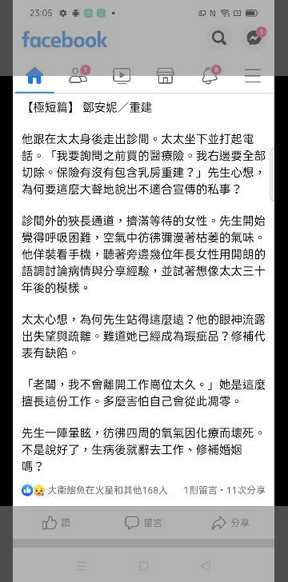 23:05
facebook
【極短篇】 鄧安妮／重建
他跟在太太身後走出診間。太太坐下並打起電
話。「我要詢問之前買的醫療險。我右邊要全部
切除。保險有沒有包含乳房重建？」先生心想，
為何要這麼大聲地說出不適合宣傳的私事？
診間外的狹長通道，擠滿等待的女性。先生開始
覺得呼吸困難，空氣中彷彿瀰漫著枯萎的氣味。
他佯裝看手機，聽著旁邊幾位年長女性用開朗的
語調討論病情與分享經驗，並試著想像太太三十
年後的模樣。
太太心想，為何先生站得這麼遠？他的眼神流露
出失望與疏離。難道她已經成為瑕疵品？修補代
表有缺陷。
「老闆，我不會離開工作崗位太久。」她是這麼
擅長這份工作。多麼害怕自己會從此凋零。
先生一陣暈眩，彷彿四周的氧氣因化療而壞死。
不是說好了，生病後就辭去工作、修補婚姻
嗎？
大衛鮑魚在火星和其他168人
1則留言・11次分享
讚
留言
分享